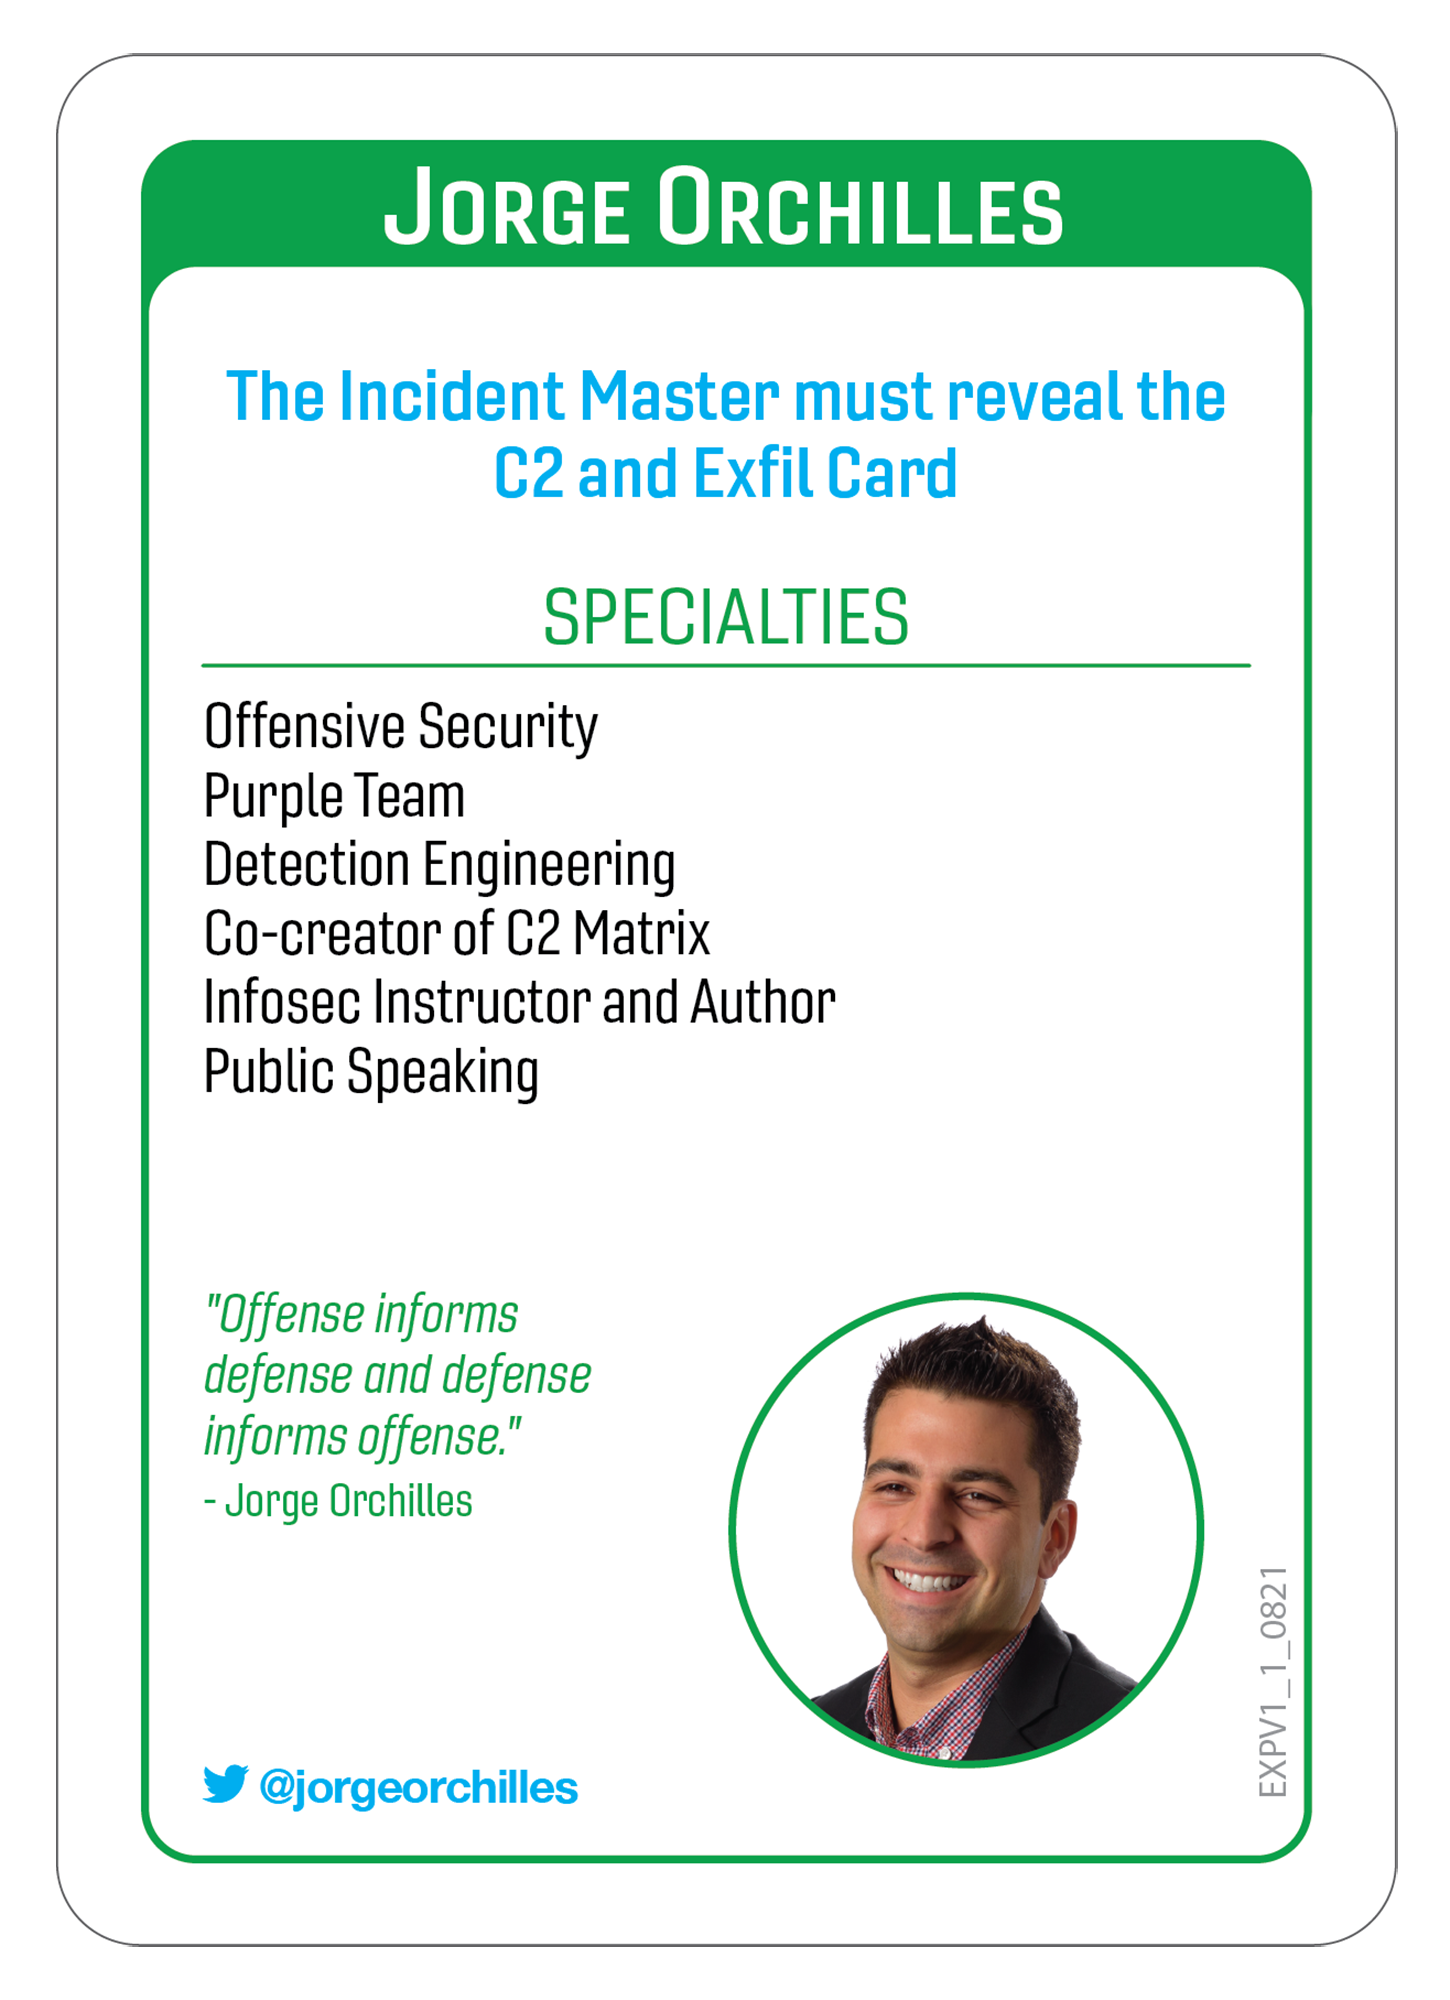 JORGE ORCHILLES
The Incident Master must reveal the
C2 and Exfil Card
SPECIALTIES
Offensive Security
Purple Team
Detection Engineering
Co-creator of C2 Matrix
Infosec Instructor and Author
Public Speaking
"Offense informs
defense and defense
informs offense."
- Jorge Orchilles
@jorgeorchilles
EXPV1_1_0821